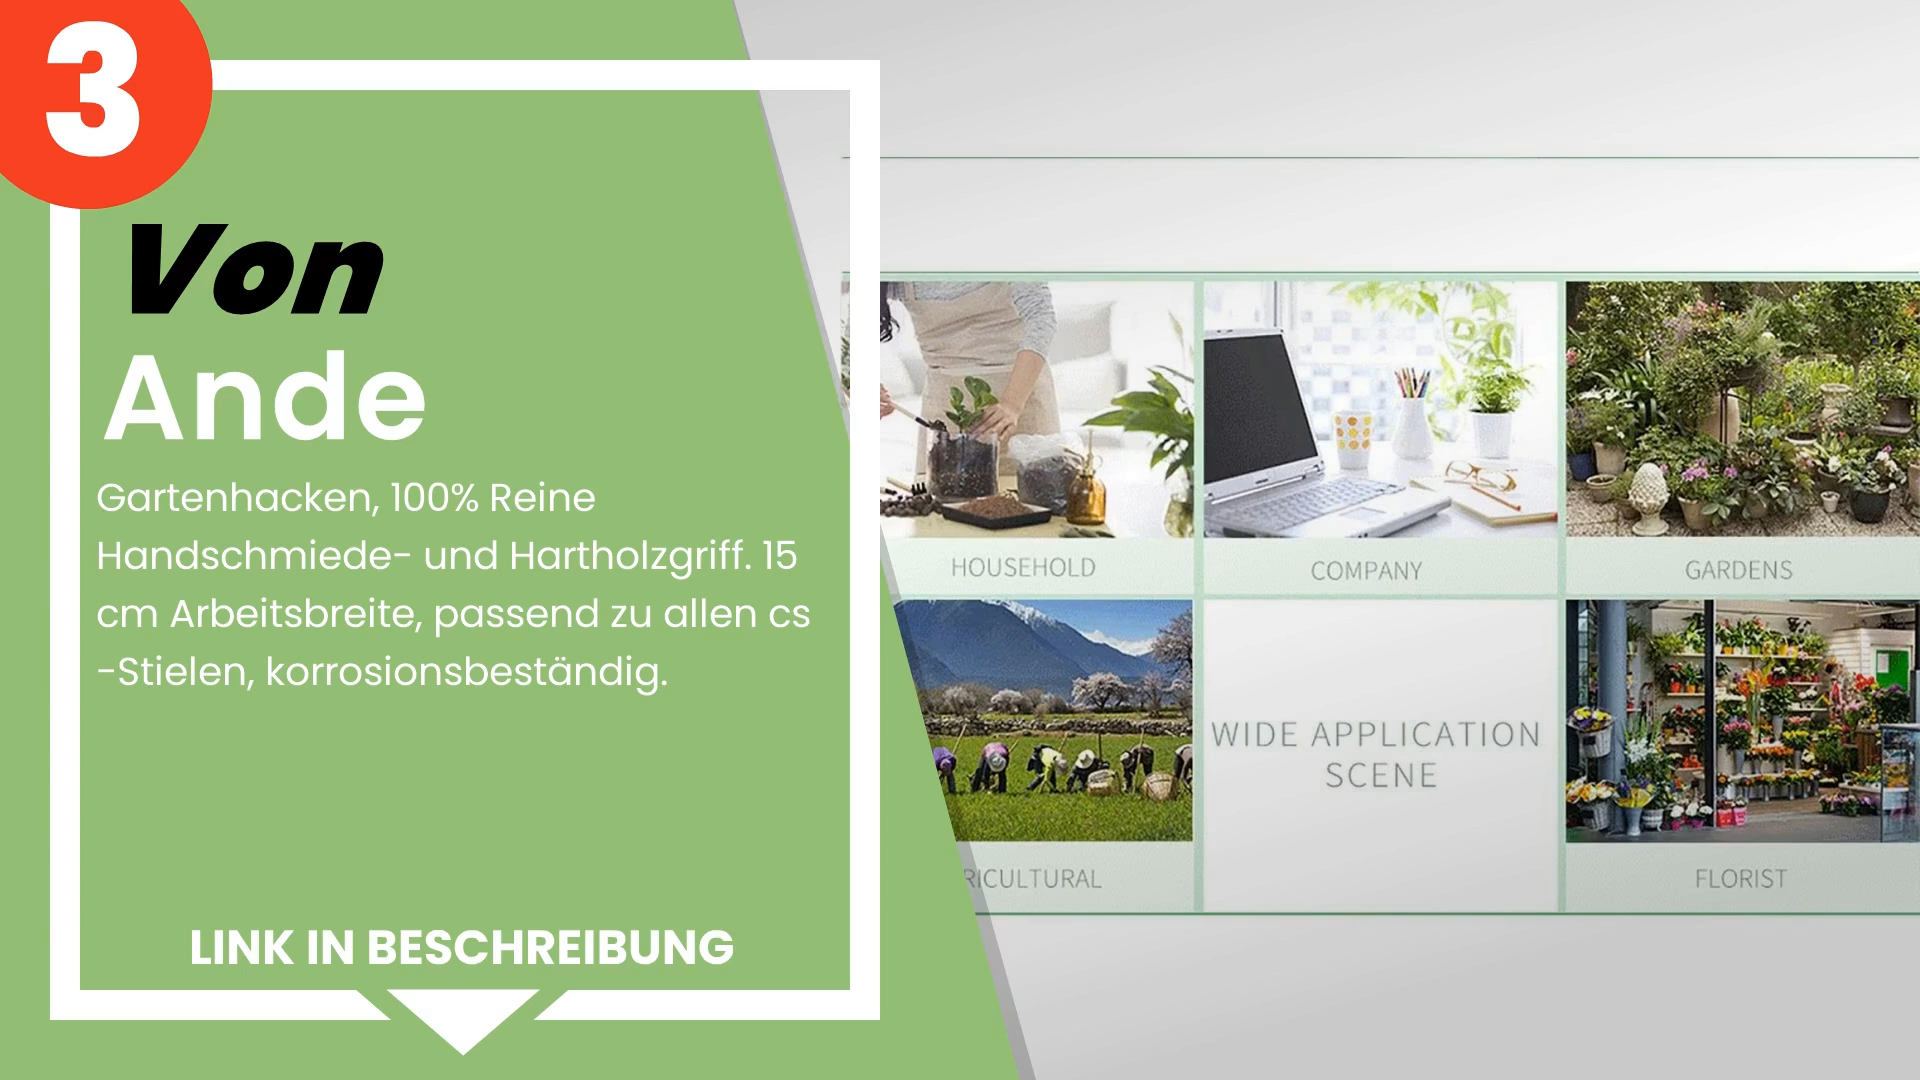 3
Von
Ande
Gartenhacken, 100% Reine
Handschmiede- und Hartholzgriff. 15
cm Arbeitsbreite, passend zu allen cs
-Stielen, korrosionsbeständig.
LINK IN BESCHREIBUNG
HOUSEHOLD
COMPANY
GARDENS
RICULTURAL
WIDE APPLICATION
SCENE
FLORIST